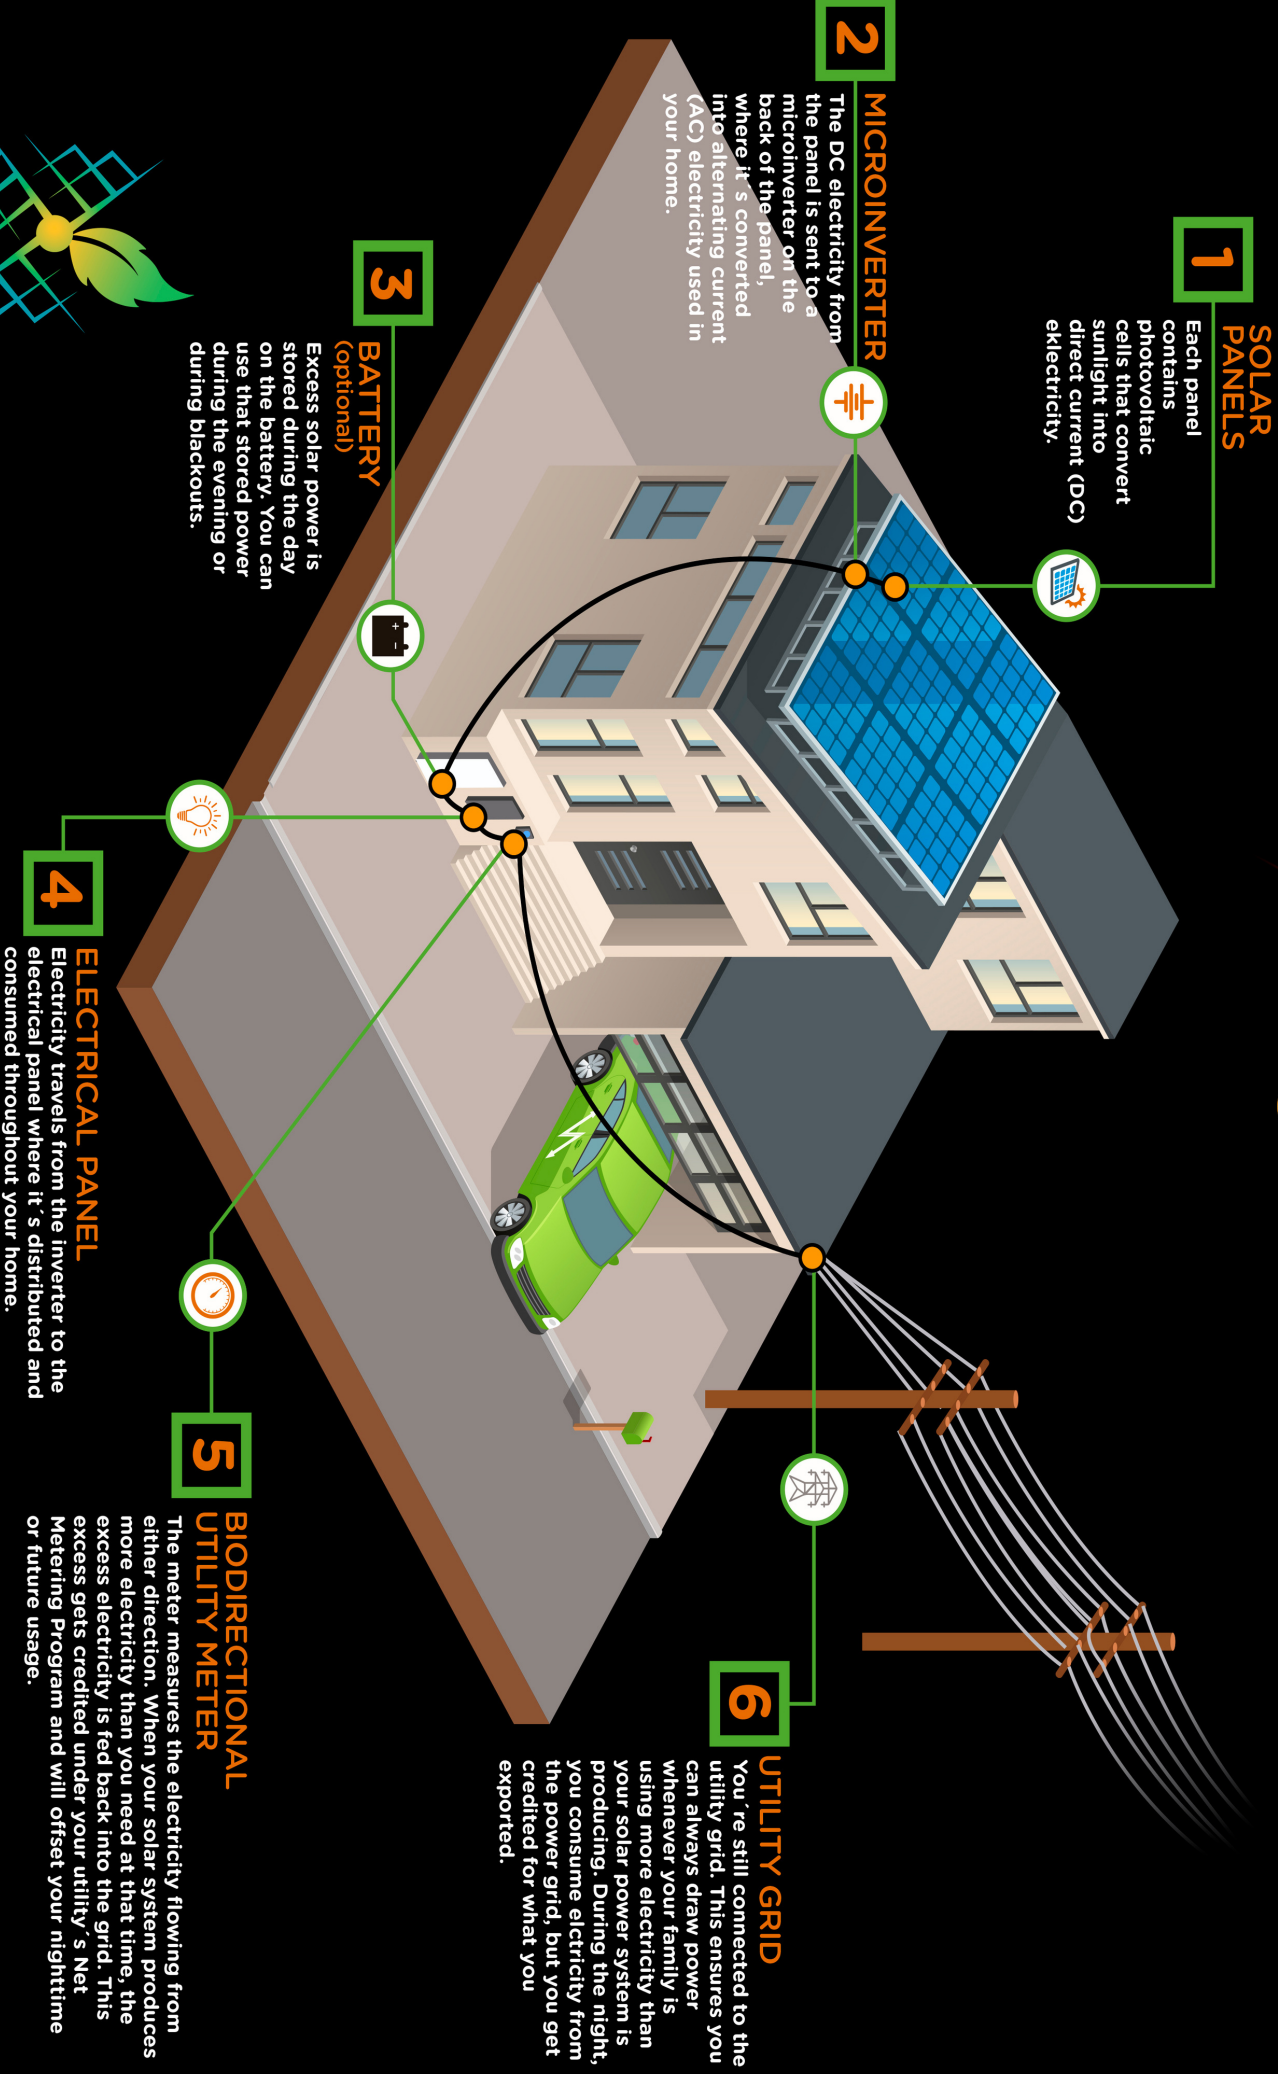 1
SOLAR
PANELS
Each panel
contains
photovoltaic
cells that convert
sunlight into
direct current (DC)
eklectricity.
2
MICROINVERTER
The DC electricity from
the panel is sent to a
microinverter on the
back of the panel,
where it´s converted
into alternating current
(AC) electricity used in
your home.
3
BATTERY
(optional)
Excess solar power is
stored during the day
on the battery. You can
use that stored power
during the evening or
during blackouts.
4
ELECTRICAL PANEL
Electricity travels from the inverter to the
electrical panel where it´s distributed and
consumed throughout your home.
5
BIODIRECTIONAL
UTILITY METER
The meter measures the electricity flowing from
either direction. When your solar system produces
more electricity than you need at that time, the
excess electricity is fed back into the grid. This
excess gets credited under your utility´s Net
Metering Program and will offset your nighttime
or future usage.
6
UTILITY GRID
You´re still connected to the
utility grid. This ensures you
can always draw power
whenever your family is
using more electricity than
your solar power system is
producing. During the night,
you consume elctricity from
the power grid, but you get
credited for what you
exported.